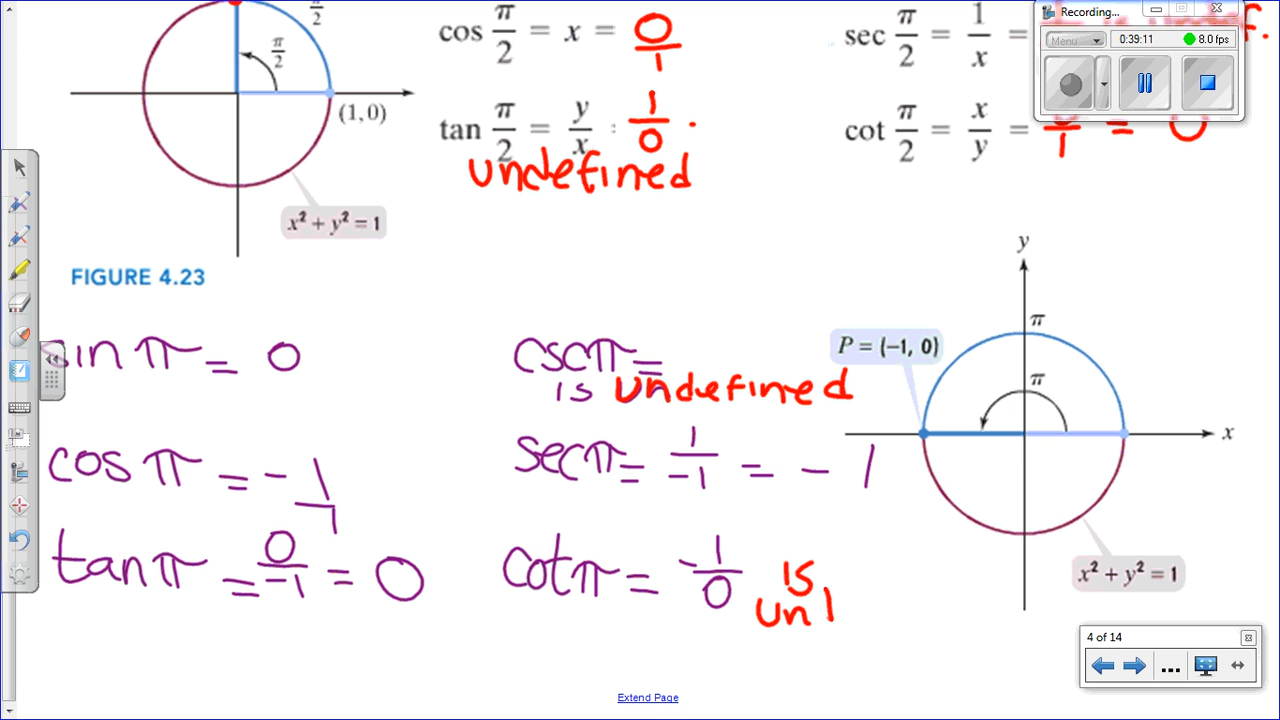 π/2
cos π/2 = x = 0/1
sec π/2 = 1/x =
Recording...
Menu
0:39:11
8.0 fps
π/2
(1,0)
tan π/2 = y/x = 1/0 .
undefined
cot π/2 = x/y = 0/1 = 0
x² + y² = 1
FIGURE 4.23
y
sin π = 0
csc π =
is undefined
π
P = (−1, 0)
π
x
cos π = -1/1
sec π = 1/-1 = -1
tan π = 0/-1 = 0
cot π = -1/0 is
un
x² + y² = 1
4 of 14
...
Extend Page